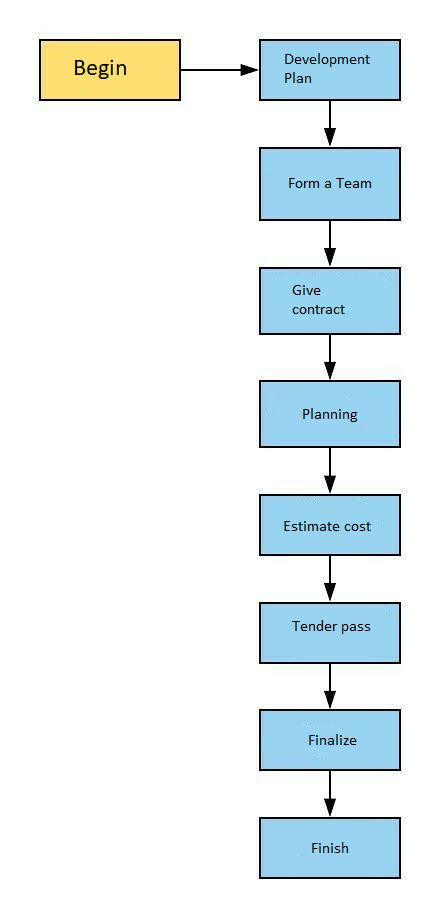 Begin
Development
Plan
Form a Team
Give
contract
Planning
Estimate cost
Tender pass
Finalize
Finish